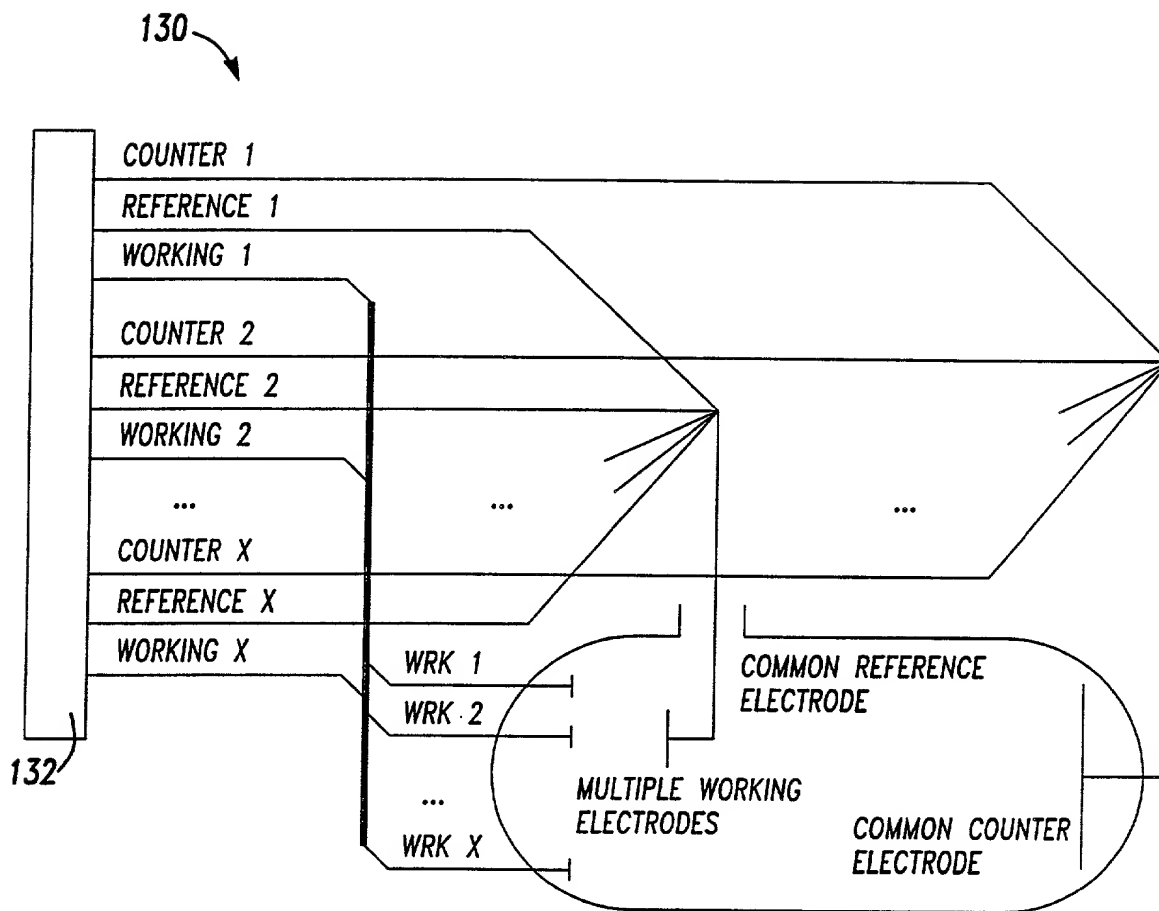 130
COUNTER 1
REFERENCE 1
WORKING 1
COUNTER 2
REFERENCE 2
WORKING 2
... ... ...
COUNTER X
REFERENCE X
WORKING X
WRK 1
WRK 2
...
WRK X
COMMON REFERENCE
ELECTRODE
MULTIPLE WORKING
ELECTRODES
COMMON COUNTER
ELECTRODE
132